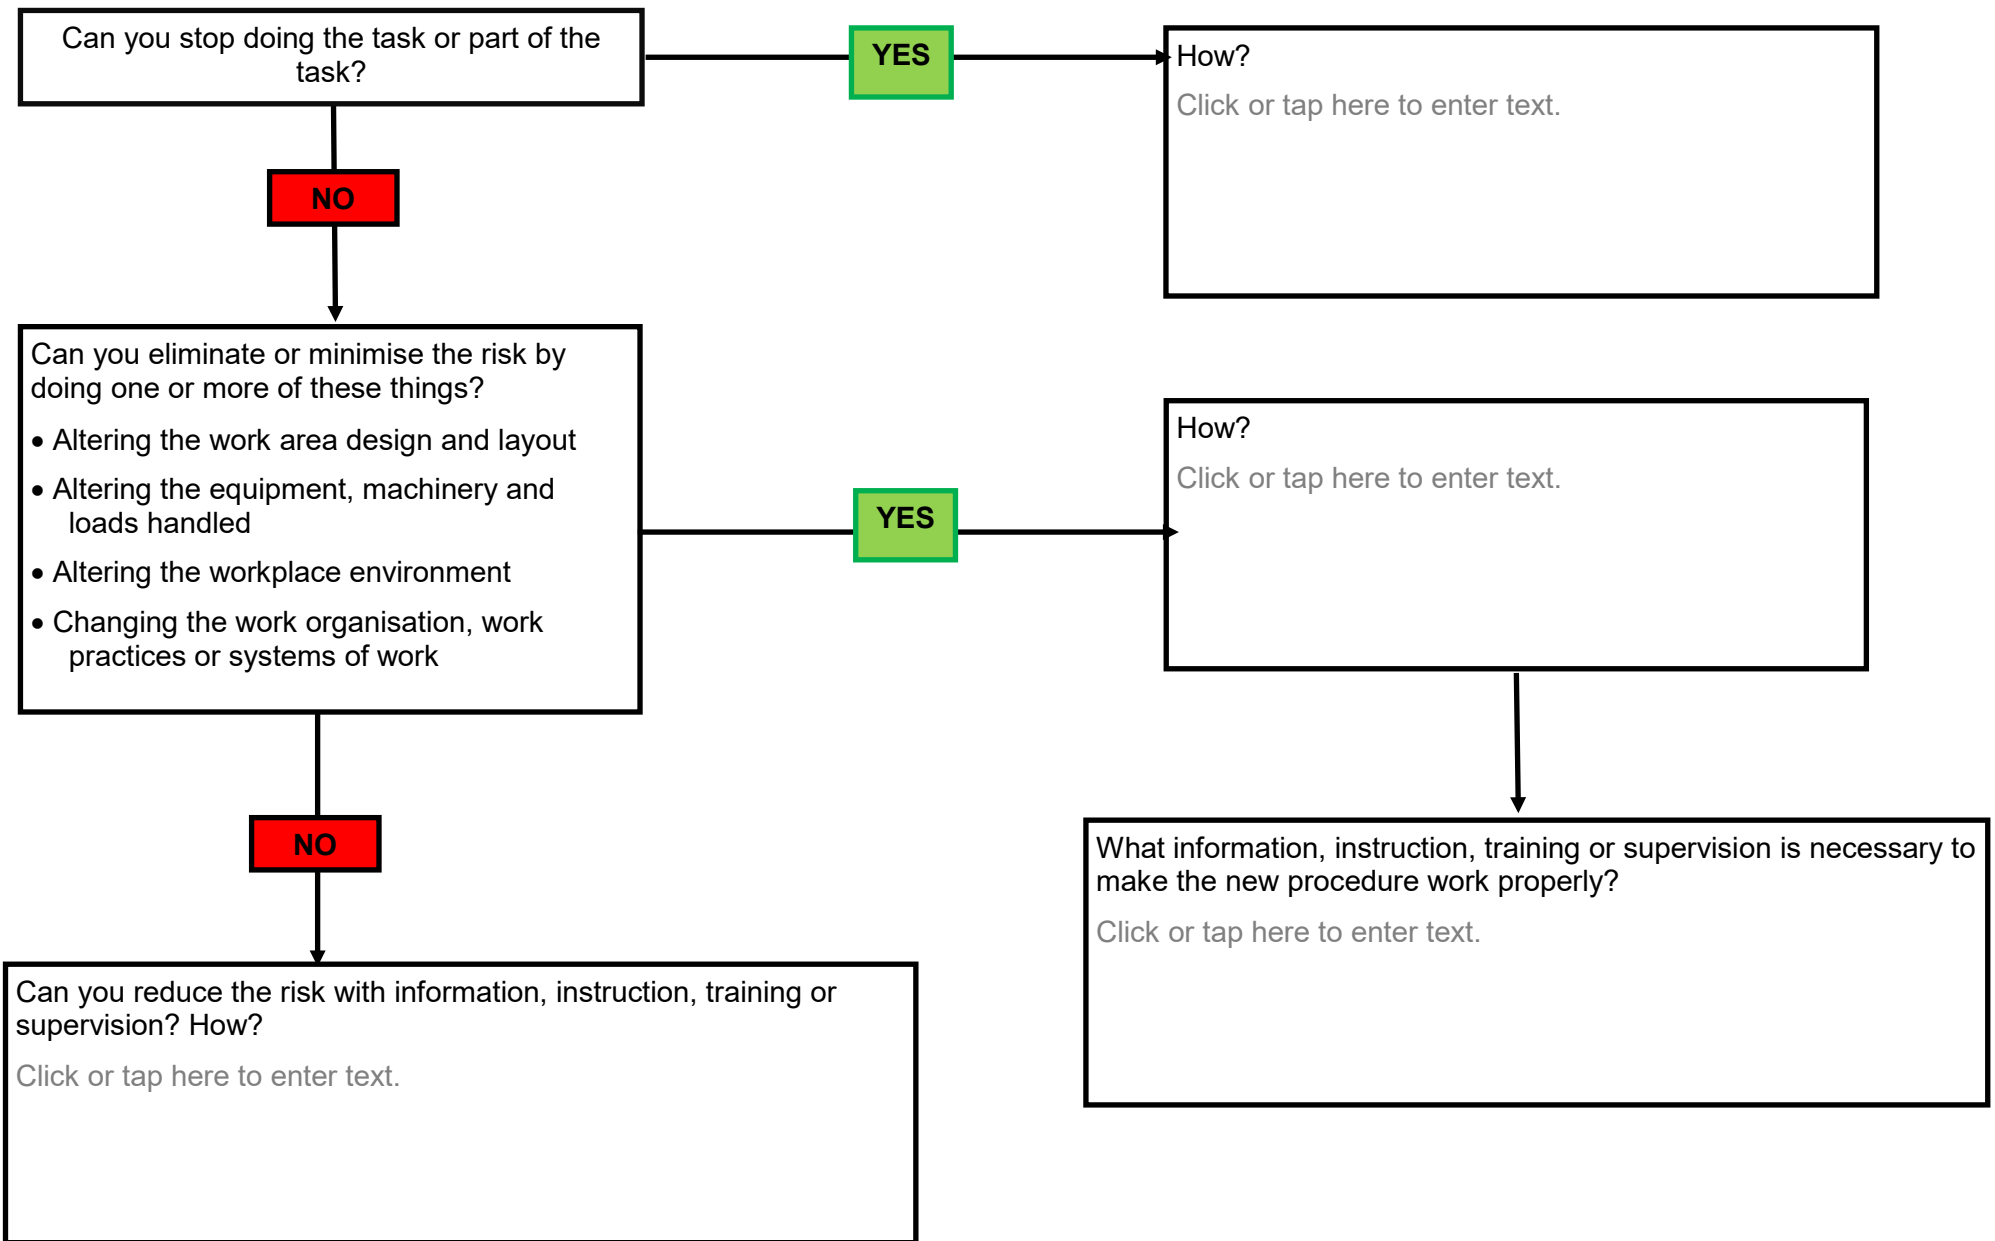 Can you stop doing the task or part of the
task?
YES
How?
Click or tap here to enter text.
NO
Can you eliminate or minimise the risk by
doing one or more of these things?
• Altering the work area design and layout
• Altering the equipment, machinery and
loads handled
• Altering the workplace environment
• Changing the work organisation, work
practices or systems of work
YES
How?
Click or tap here to enter text.
NO
What information, instruction, training or supervision is necessary to
make the new procedure work properly?
Click or tap here to enter text.
Can you reduce the risk with information, instruction, training or
supervision? How?
Click or tap here to enter text.